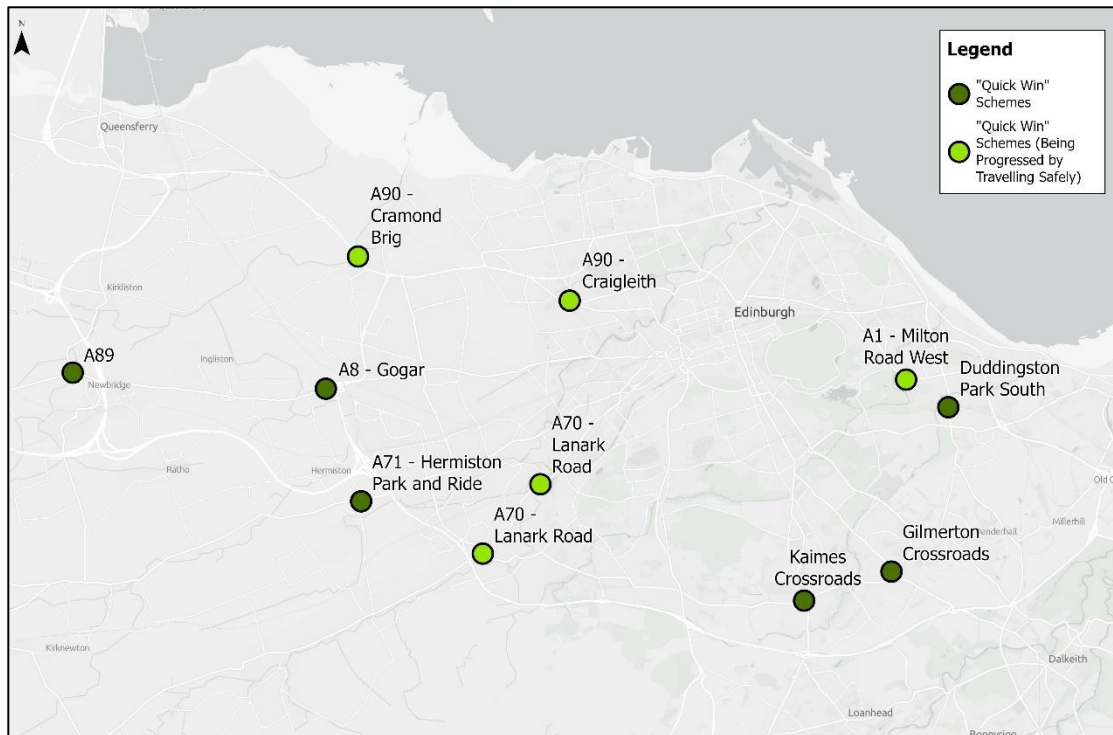 N
Legend
"Quick Win"
Schemes
"Quick Win"
Schemes (Being
Progressed by
Travelling Safely)
Queensferry
A90 -
Cramond
Brig
Kirkliston
A90 -
Craigleith
Edinburgh
A89
Newbridge
Ingliston
A8 - Gogar
A1 - Milton
Road West
Duddingston
Park South
A70 -
Lanark
Road
Ratho
Hermiston
A71 - Hermiston
Park and Ride
A70 -
Lanark Road
Old
Millerhill
Gilmerton
Crossroads
Kaimes
Crossroads
Kirknewton
Dalkeith
Loanhead